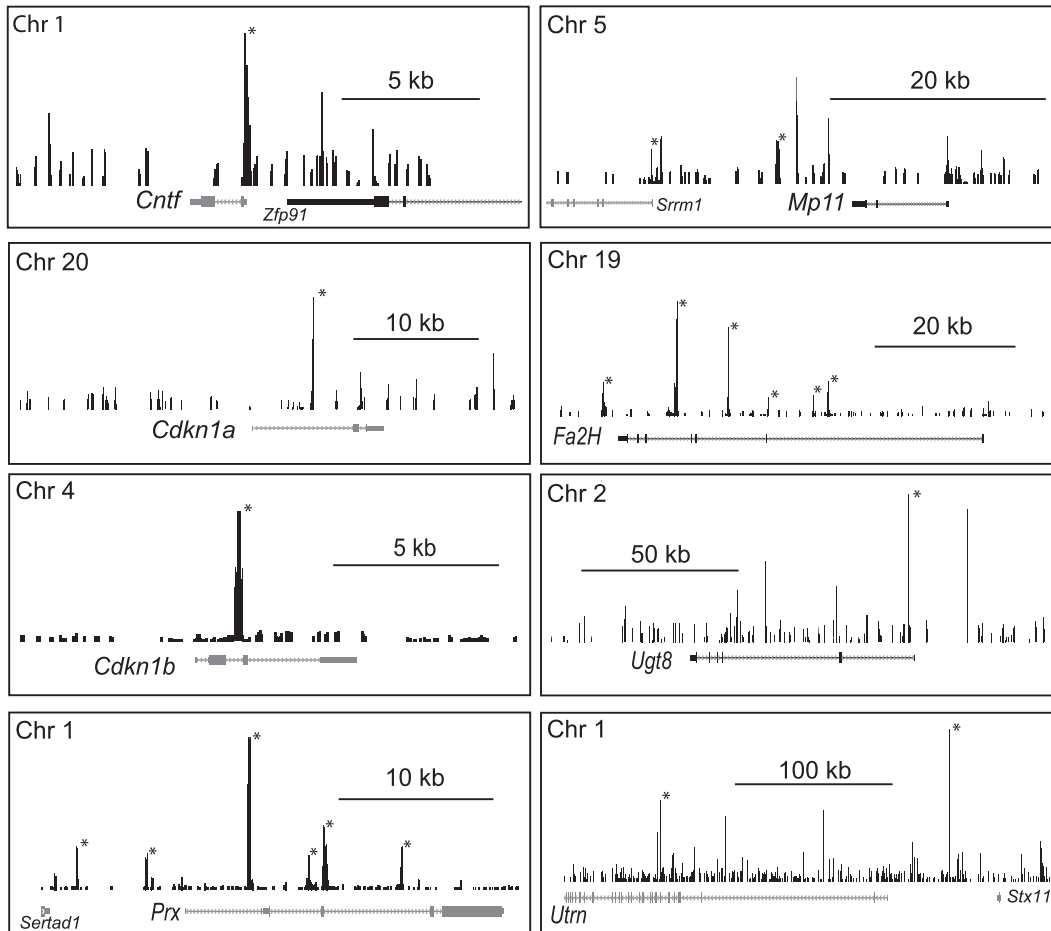 Chr 1
*
5 kb
Cntf
Zfp91
Chr 5
20 kb
*
*
Srrm1
Mp11
Chr 20
*
10 kb
Cdkn1a
Chr 19
*
20 kb
*
*
*
*
*
Fa2H
Chr 4
*
5 kb
Cdkn1b
Chr 2
*
50 kb
Ugt8
Chr 1
*
10 kb
*
*
*
*
*
Sertad1
Prx
Chr 1
*
100 kb
*
Utrn
Stx11